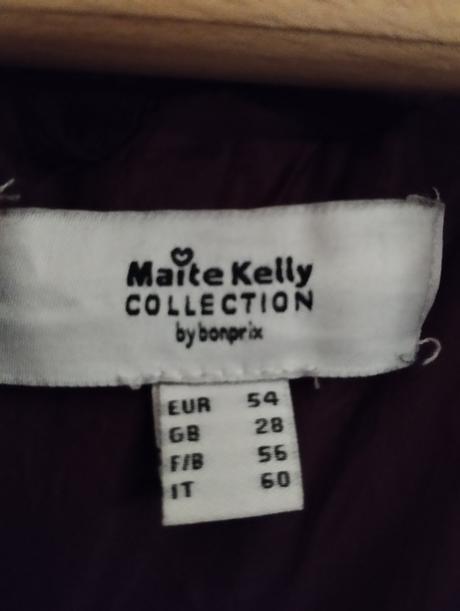 Maite Kelly
COLLECTION
by bonprix
EUR 54
GB 28
F/B 56
IT 60